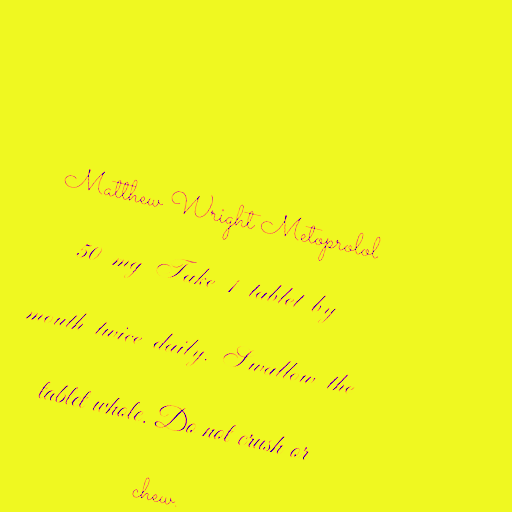 Matthew Wright Metoprolol
50 mg Take 1 tablet by
mouth twice daily. Swallow the
tablet whole. Do not crush or
chew.